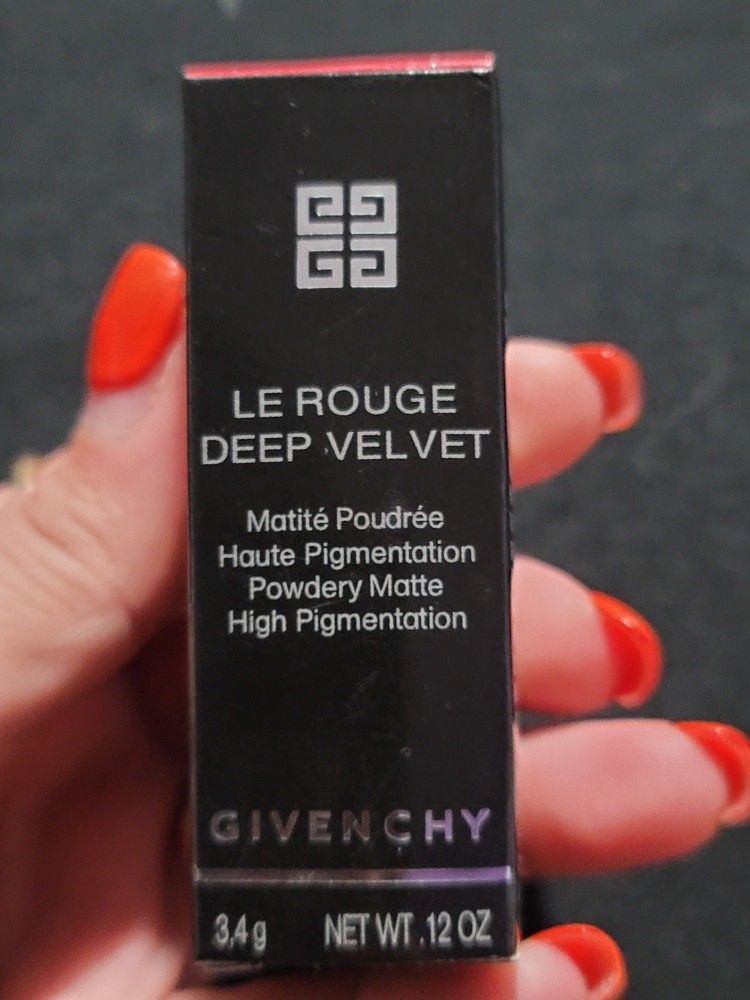 LE ROUGE
DEEP VELVET
Matité Poudrée
Haute Pigmentation
Powdery Matte
High Pigmentation
GIVENCHY
3,4 g NET WT .12 OZ